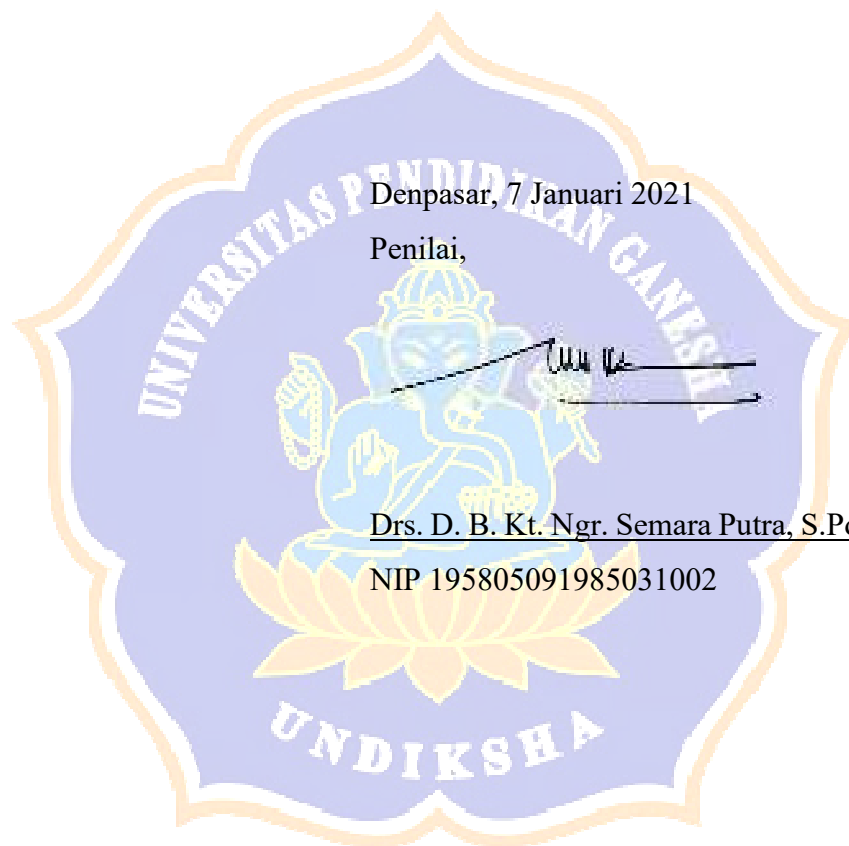 UNIVERSITAS PENDIDIKAN GANESHA
Denpasar, 7 Januari 2021
Penilai,
Drs. D. B. Kt. Ngr. Semara Putra, S.Pd
NIP 195805091985031002
UNDIKSHA